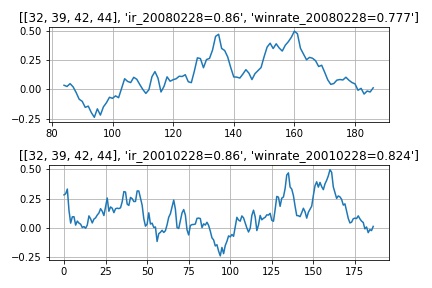 [[32, 39, 42, 44], 'ir_20080228=0.86', 'winrate_20080228=0.777']
0.50
0.25
0.00
−0.25
80 100 120 140 160 180
[[32, 39, 42, 44], 'ir_20010228=0.86', 'winrate_20010228=0.824']
0.50
0.25
0.00
−0.25
0 25 50 75 100 125 150 175